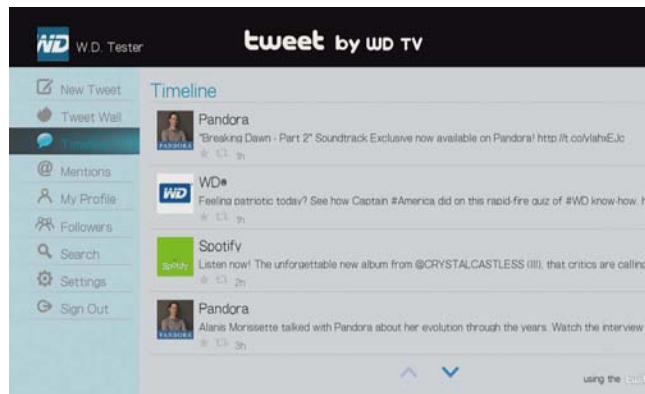 WD W.D. Tester
tweet by WD TV
New Tweet
Tweet Wall
Timeline
Mentions
My Profile
Followers
Search
Settings
Sign Out
Timeline
PANDORA
Pandora
"Breaking Dawn - Part 2" Soundtrack Exclusive now available on Pandora! http://t.co/vlahxEJc
1h
WD
WD®
Feeling patriotic today? See how Captain #America did on this rapid-fire quiz of #WD know-how.
1h
Spotify
Spotify
Listen now! The unforgettable new album from @CRYSTALCASTLESS (III), that critics are calling
2h
PANDORA
Pandora
Alanis Morissette talked with Pandora about her evolution through the years. Watch the interview
3h
using the